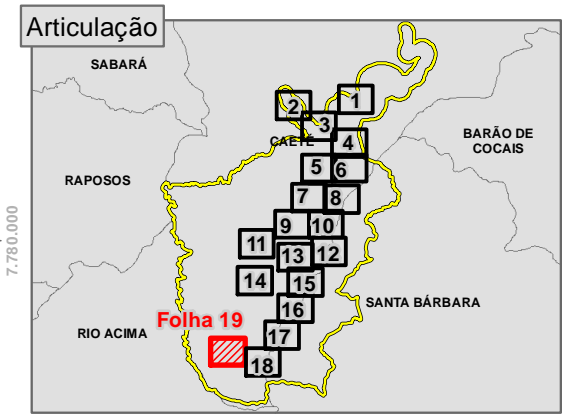 Articulação
SABARÁ
1
2
3
CAETÉ
4
BARÃO DE
COCAIS
5
6
RAPOSOS
7
8
9
10
11
12
13
14
15
SANTA BÁRBARA
16
Folha 19
RIO ACIMA
17
18
7.780.000